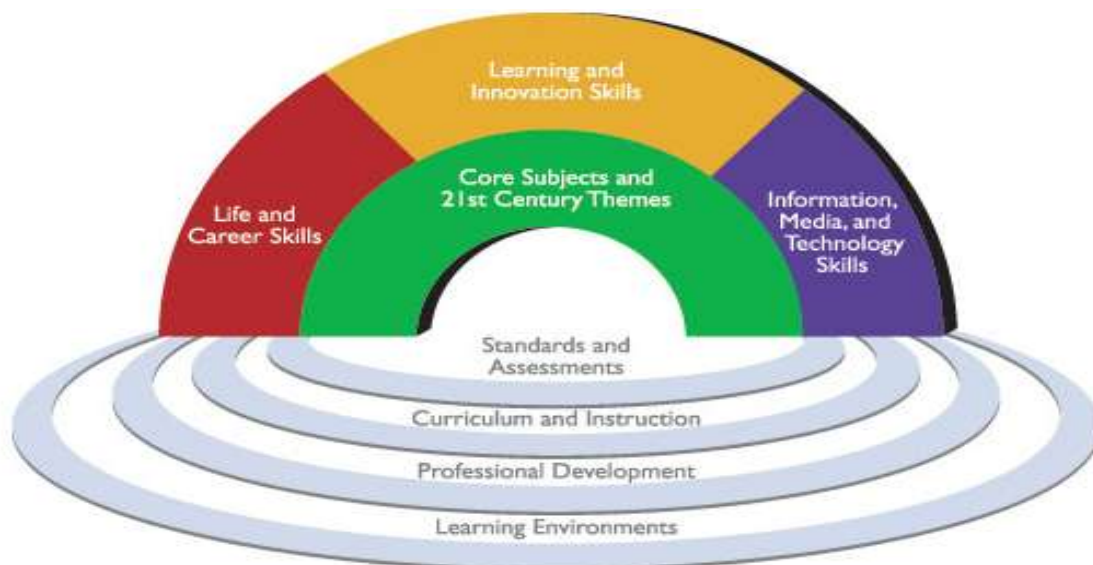 Learning and
Innovation Skills
Core Subjects and
21st Century Themes
Life and
Career Skills
Information,
Media, and
Technology
Skills
Standards and
Assessments
Curriculum and Instruction
Professional Development
Learning Environments